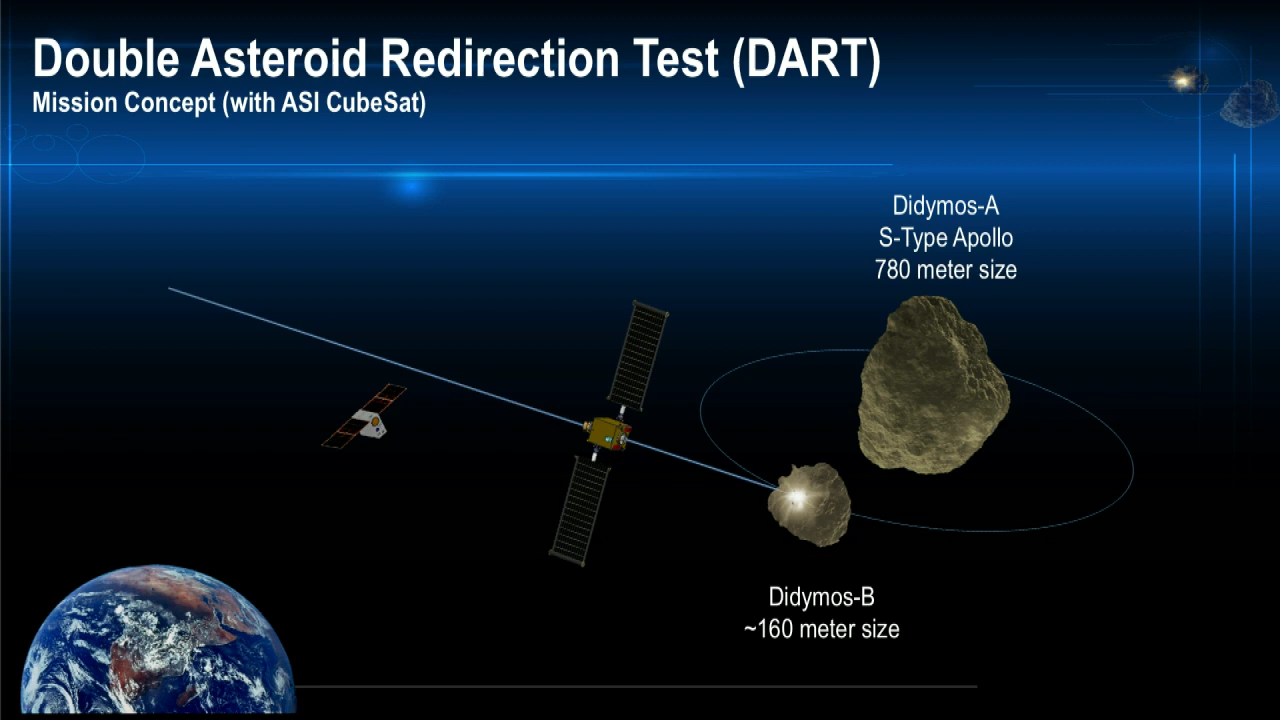 Double Asteroid Redirection Test (DART)
Mission Concept (with ASI CubeSat)
Didymos-A
S-Type Apollo
780 meter size
Didymos-B
~160 meter size